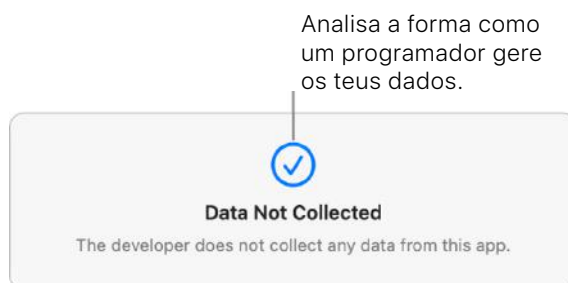 Analisa a forma como
um programador gere
os teus dados.
Data Not Collected
The developer does not collect any data from this app.